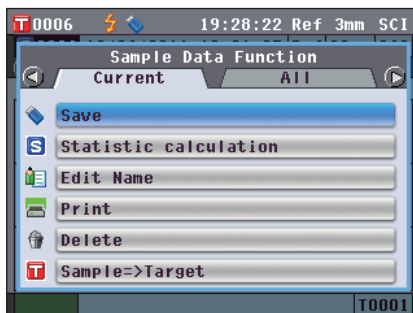 T 0006 19:28:22 Ref 3mm SCI
Sample Data Function
Current All
Save
S Statistic calculation
Edit Name
Print
Delete
T Sample=>Target
T0001